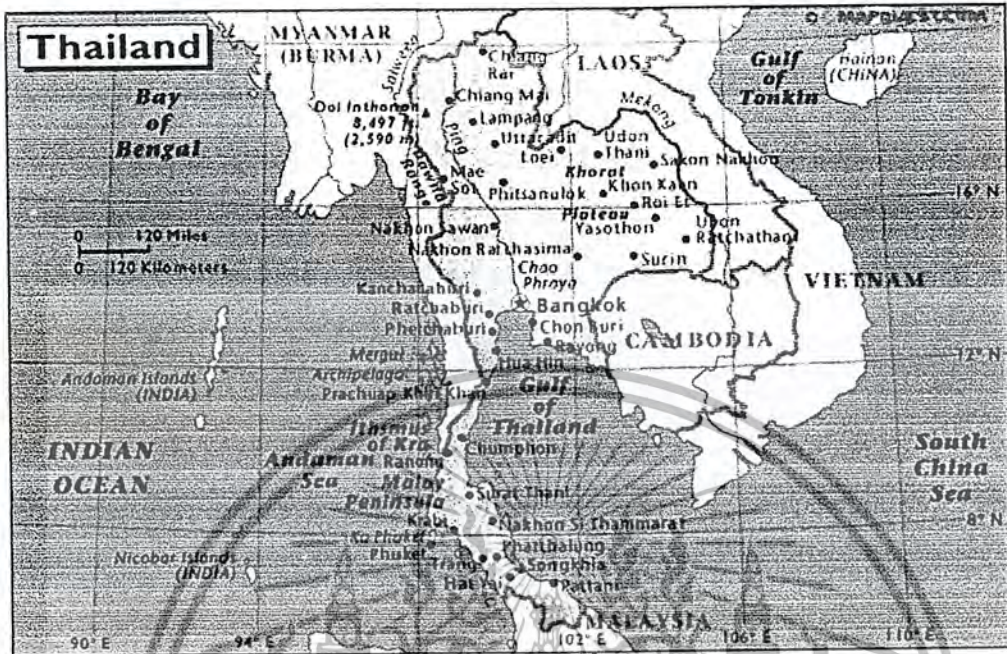 Thailand
MYANMAR
(BURMA)
Salween
Chiang
Rai
LAOS
Gulf
of
Tonkin
Hainan
(CHINA)
Bay
of
Bengal
Doi Inthanon
8,497 ft
(2,590 m)
Chiang Mai
Lampang
Ping
Mekong
Uttaradit
Loei
Udon
Thani
Sakon Nakhon
Khorat
Mae
Sot
Phitsanulok
Khon Kaen
16° N
Roi Et
Plateau
Yasothon
Ubon
Ratchathani
0 120 Miles
0 120 Kilometers
Nakhon Sawan
Nakhon Ratchasima
Chao
Phraya
Surin
VIETNAM
Kanchanaburi
Ratchaburi
Phetchaburi
Bangkok
Chon Buri
Rayong
CAMBODIA
12° N
Mergui
Archipelago
Hua Hin
Andaman Islands
(INDIA)
Prachuap Khiri Khan
Gulf
of
Thailand
Isthmus
of Kra
Chumphon
INDIAN
OCEAN
Andaman
Sea
Ranong
Malay
Peninsula
South
China
Sea
Surat Thani
Krabi
Nakhon Si Thammarat
8° N
Ko Phuket
Phuket
Phatthalung
Nicobar Islands
(INDIA)
Trang
Songkhla
Hat Yai
Pattani
MALAYSIA
90° E 94° E 102° E 106° E 110° E